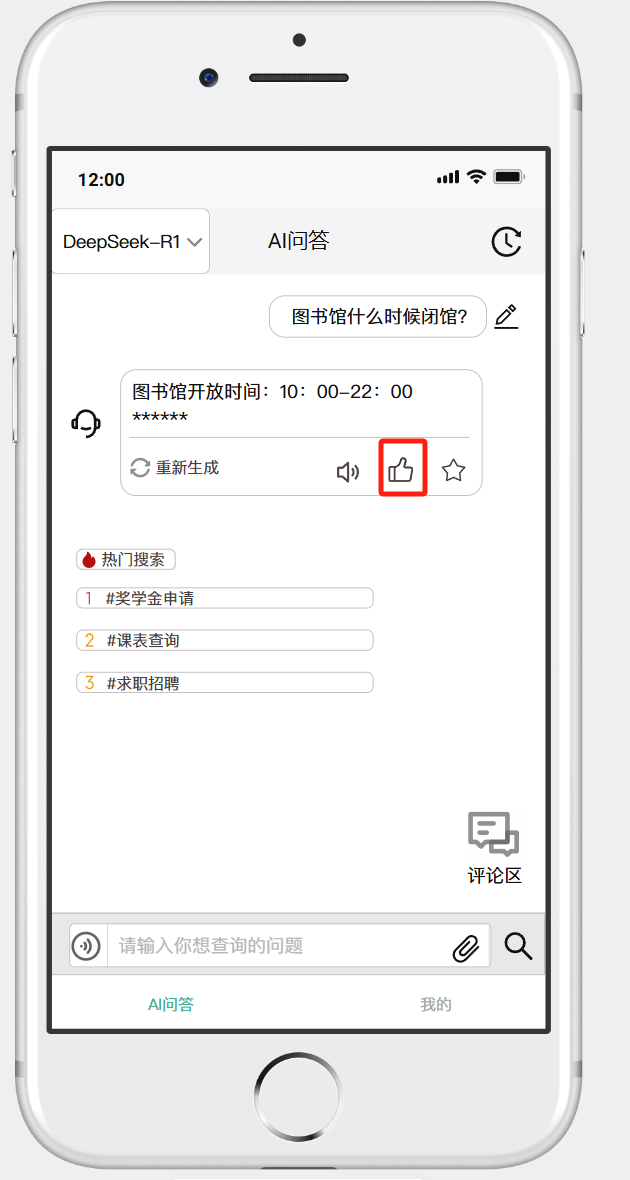 12:00
DeepSeek-R1
AI问答
图书馆什么时候闭馆?
图书馆开放时间：10：00-22：00
******
重新生成
热门搜索
1 #奖学金申请
2 #课表查询
3 #求职招聘
评论区
请输入你想查询的问题
AI问答
我的